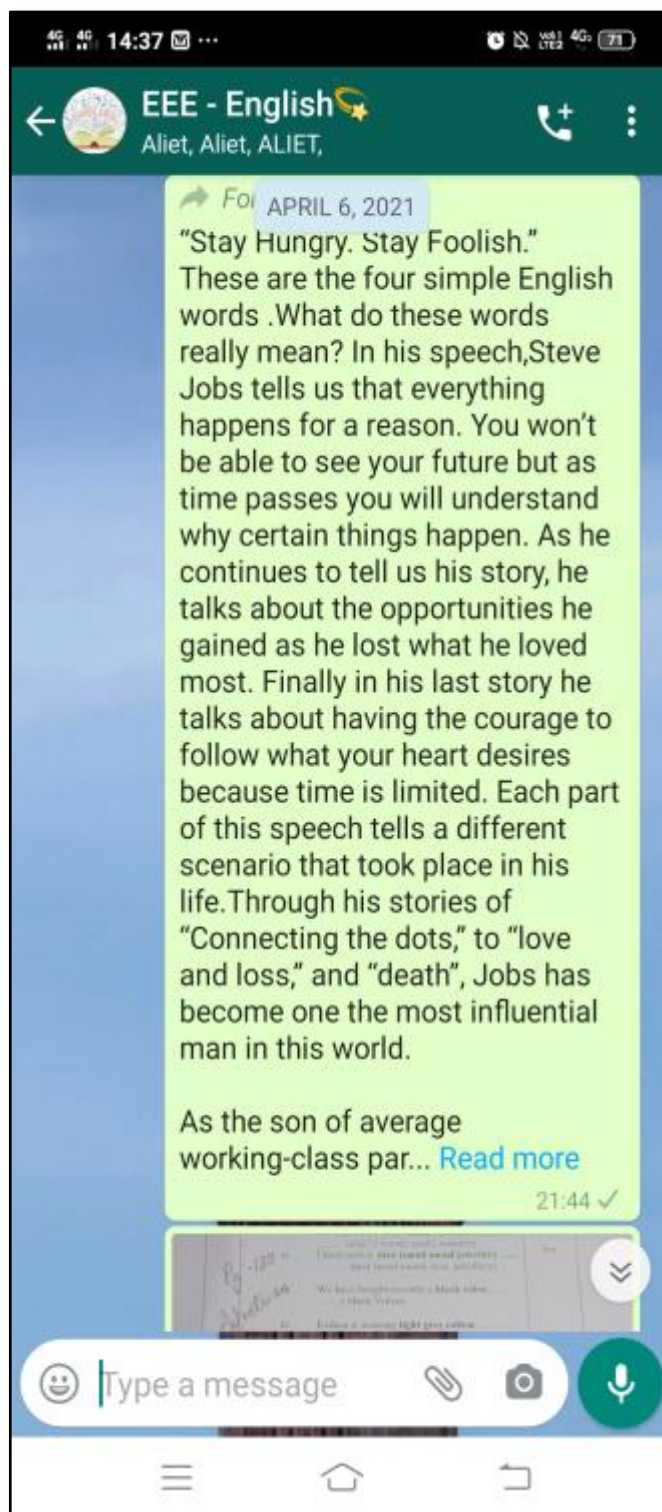 4G 4G 14:37 ...
VoLTE2 4G 71
EEE - English
Aliet, Aliet, ALIET,
APRIL 6, 2021
“Stay Hungry. Stay Foolish.”
These are the four simple English
words .What do these words
really mean? In his speech,Steve
Jobs tells us that everything
happens for a reason. You won’t
be able to see your future but as
time passes you will understand
why certain things happen. As he
continues to tell us his story, he
talks about the opportunities he
gained as he lost what he loved
most. Finally in his last story he
talks about having the courage to
follow what your heart desires
because time is limited. Each part
of this speech tells a different
scenario that took place in his
life.Through his stories of
“Connecting the dots,” to “love
and loss,” and “death”, Jobs has
become one the most influential
man in this world.
As the son of average
working-class par... Read more
21:44
Type a message